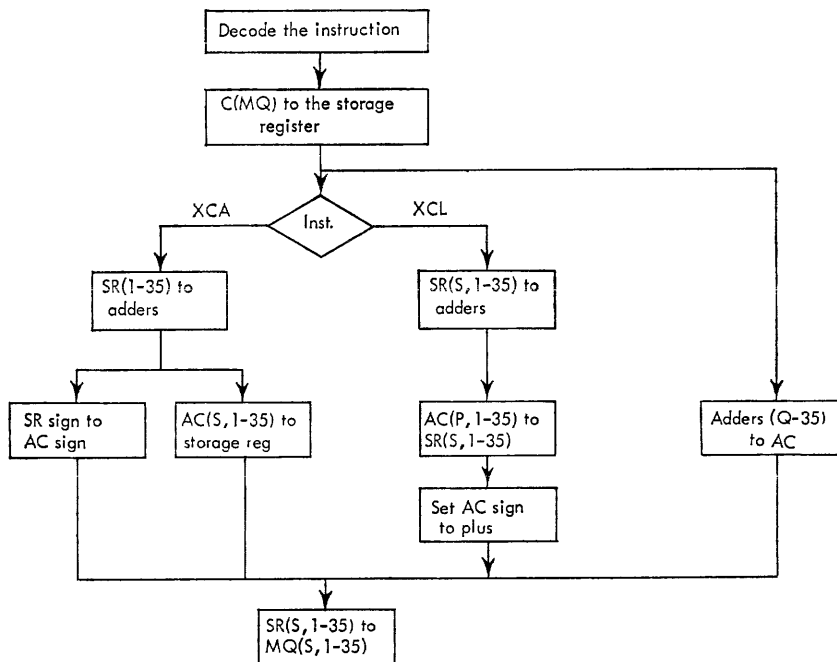 Decode the instruction
C(MQ) to the storage
register
XCA
Inst.
XCL
SR(1-35) to
adders
SR(S,1-35) to
adders
SR sign to
AC sign
AC(S,1-35) to
storage reg
AC(P,1-35) to
SR(S,1-35)
Adders (Q-35)
to AC
Set AC sign
to plus
SR(S,1-35) to
MQ(S,1-35)